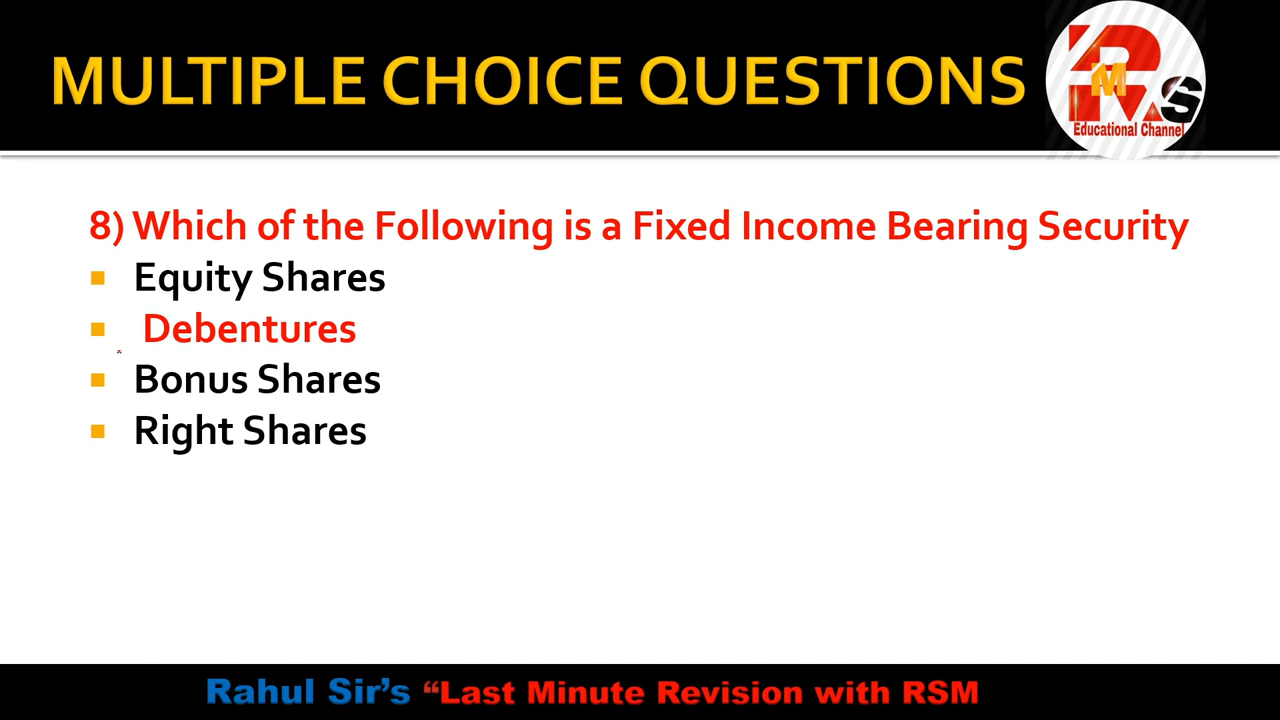 MULTIPLE CHOICE QUESTIONS
RMS
Educational Channel
8) Which of the Following is a Fixed Income Bearing Security
Equity Shares
Debentures
Bonus Shares
Right Shares
Rahul Sir's “Last Minute Revision with RSM